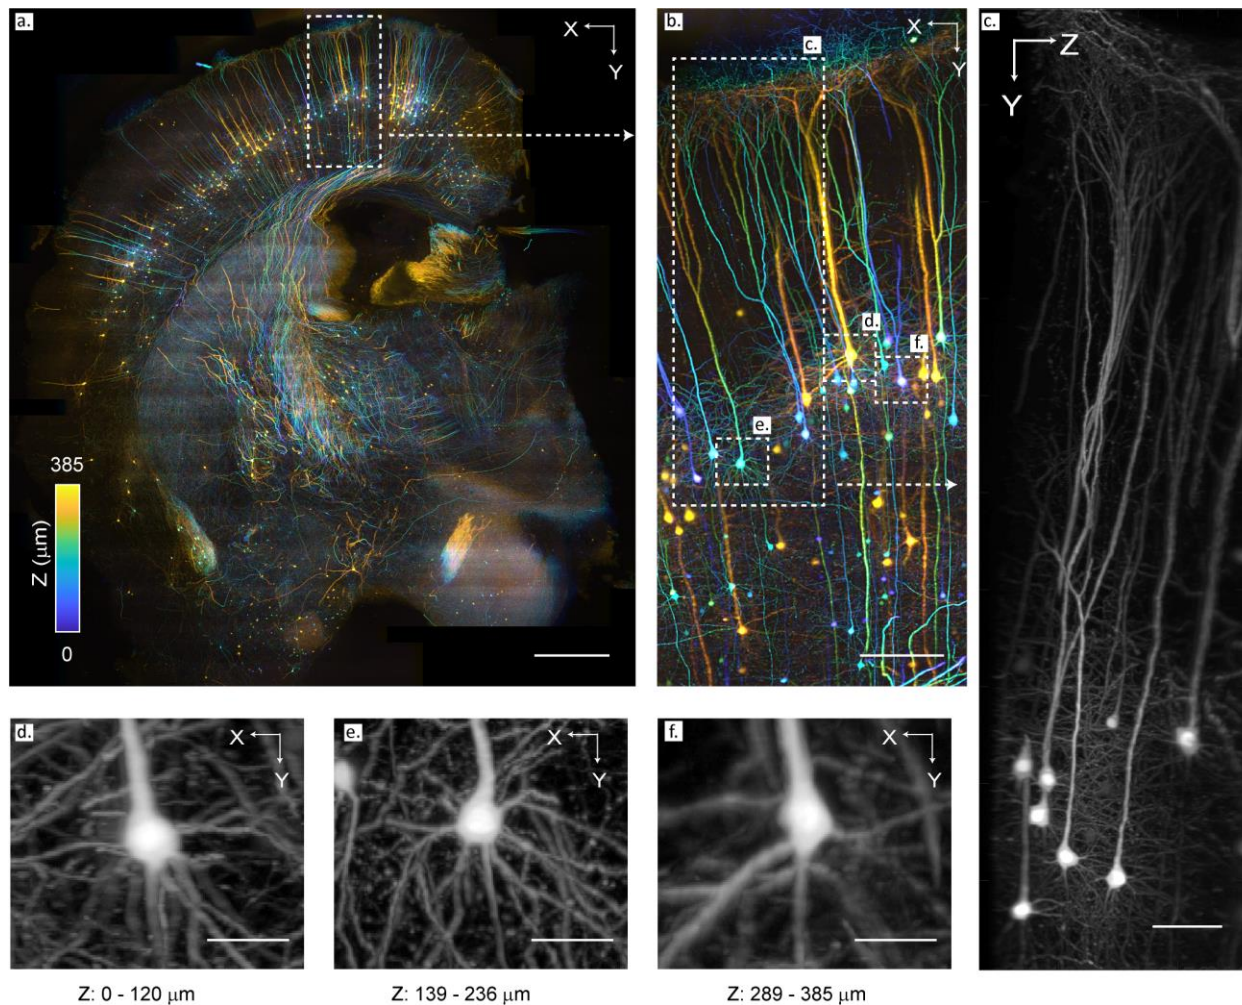 a.
X
Y
385
Z (μm)
0
b.
X
Y
c.
d.
f.
e.
c.
Z
Y
d.
X
Y
Z: 0 - 120 μm
e.
X
Y
Z: 139 - 236 μm
f.
X
Y
Z: 289 - 385 μm